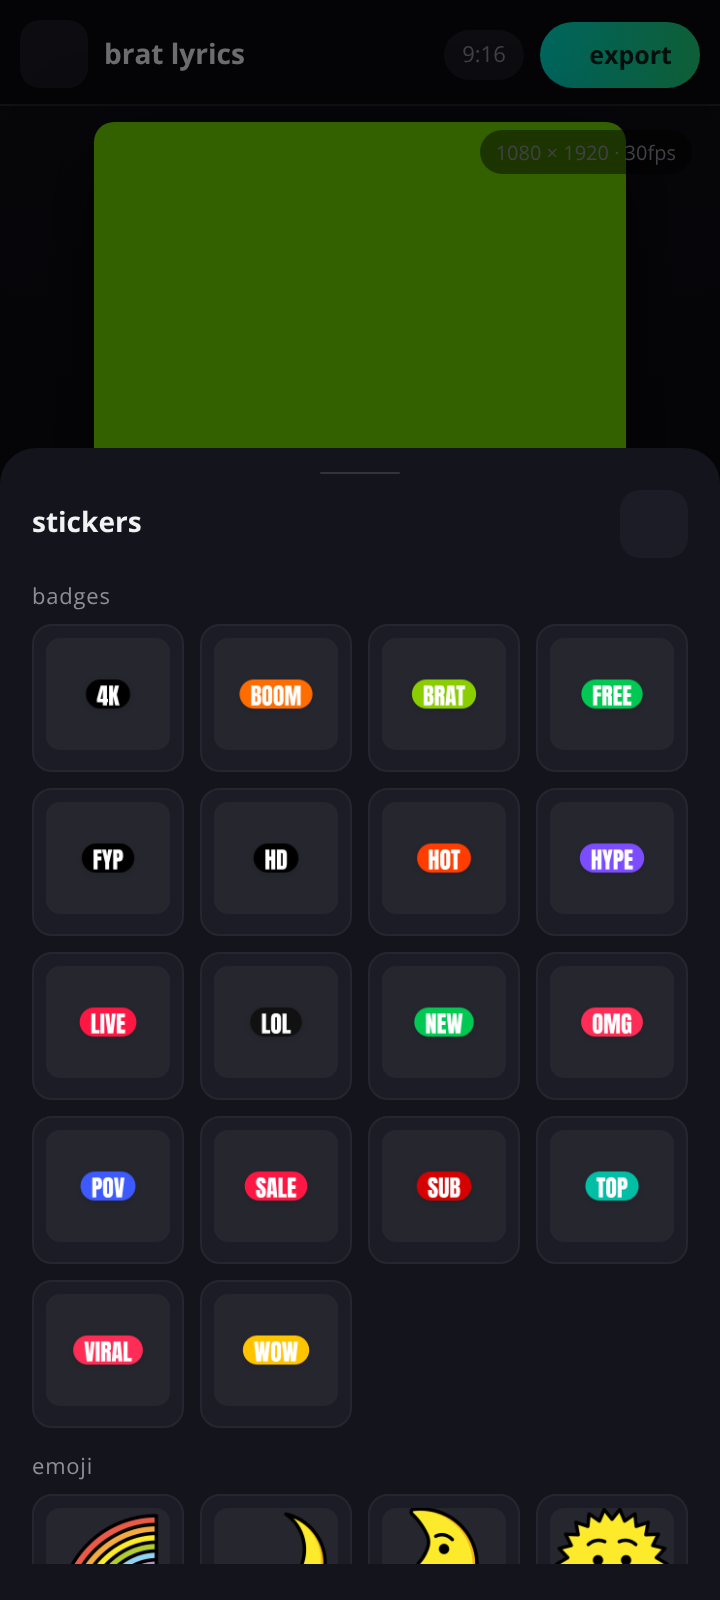 brat lyrics
9:16
export
1080 × 1920 · 30fps
stickers
badges
4K
BOOM
BRAT
FREE
FYP
HD
HOT
HYPE
LIVE
LOL
NEW
OMG
POV
SALE
SUB
TOP
VIRAL
WOW
emoji